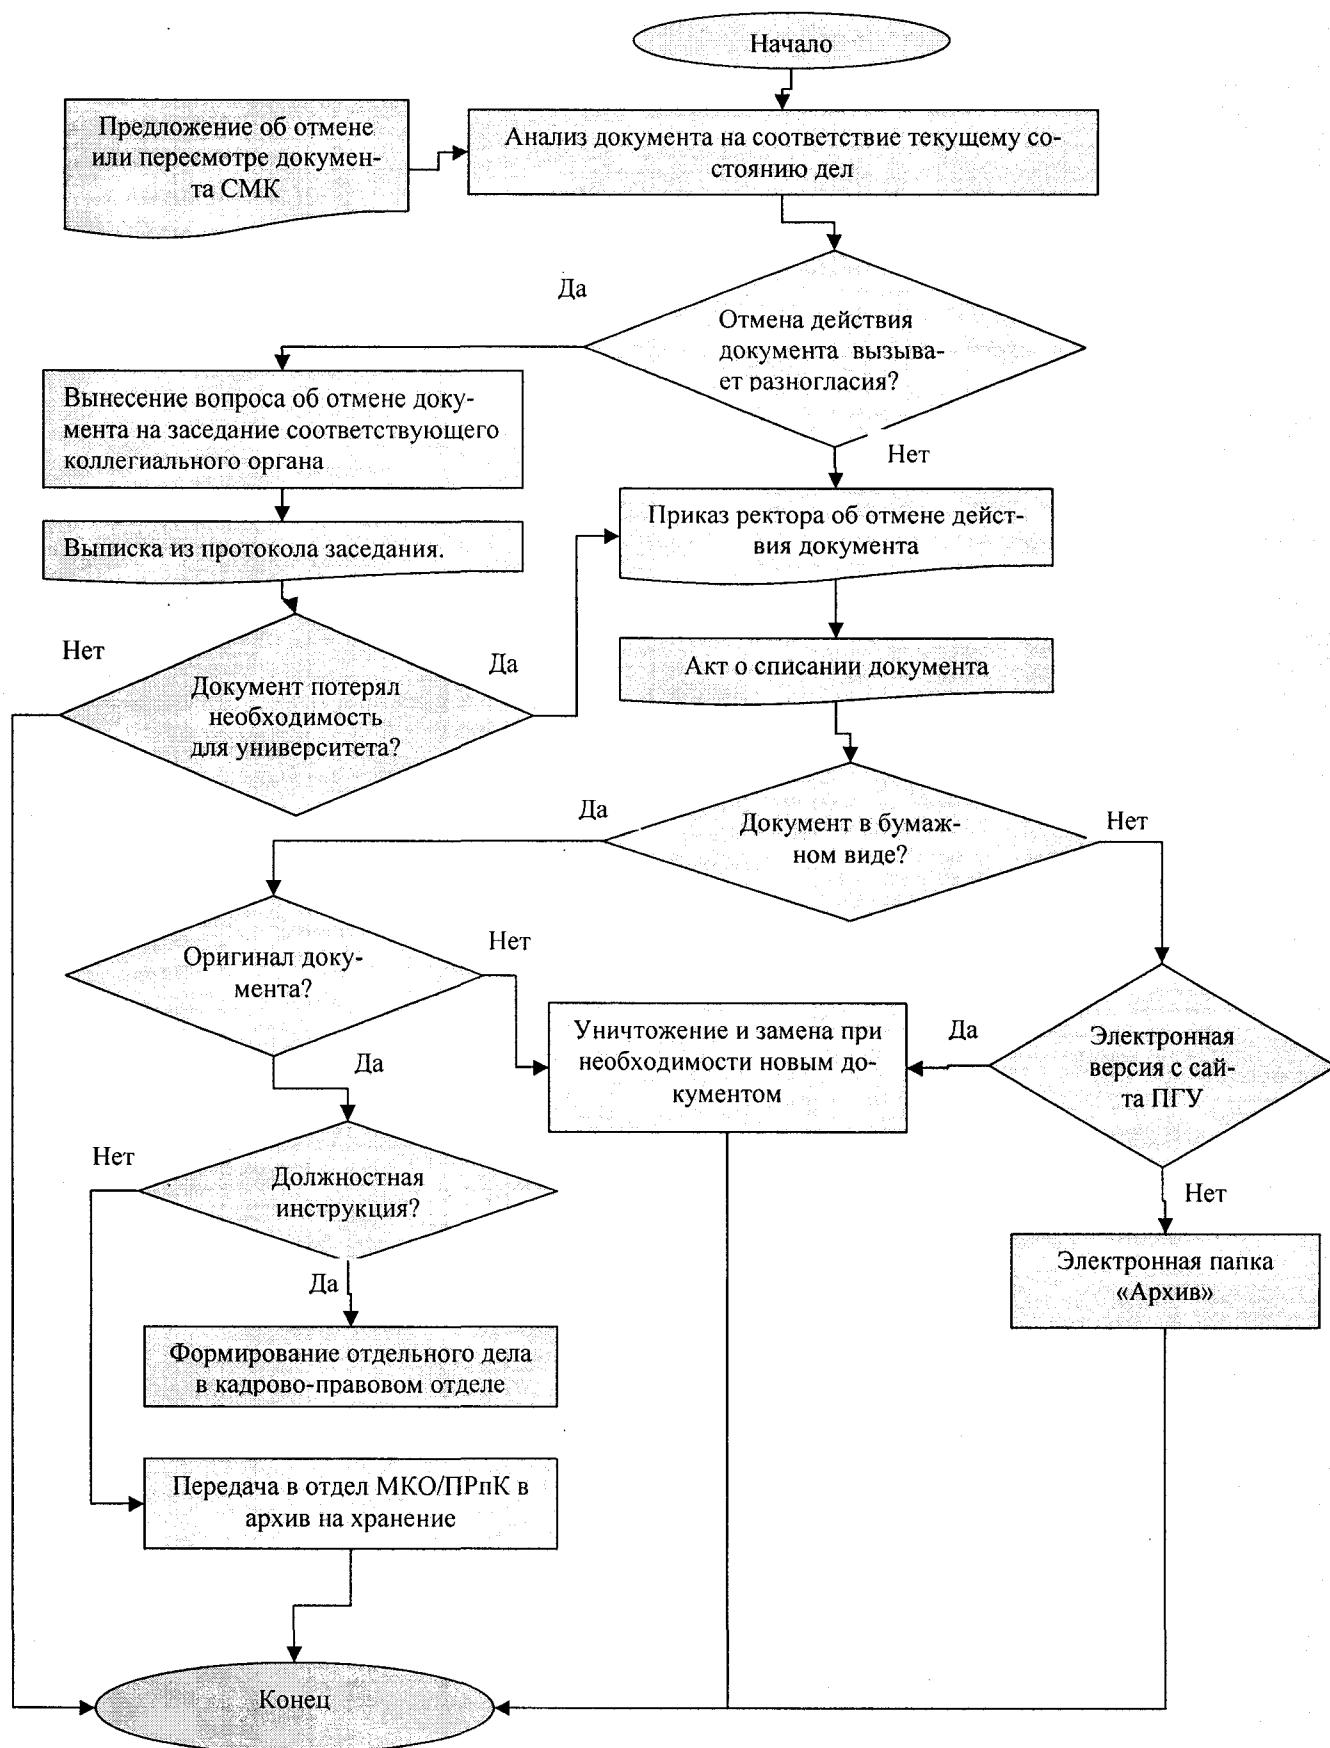 Начало
Предложение об отмене
или пересмотре докумен-
та СМК
Анализ документа на соответствие текущему со-
стоянию дел
Да
Отмена действия
документа вызыва-
ет разногласия?
Вынесение вопроса об отмене доку-
мента на заседание соответствующего
коллегиального органа
Нет
Приказ ректора об отмене дейст-
вия документа
Выписка из протокола заседания.
Нет
Да
Акт о списании документа
Документ потерял
необходимость
для университета?
Да
Документ в бумаж-
ном виде?
Нет
Оригинал доку-
мента?
Нет
Уничтожение и замена при
необходимости новым до-
кументом
Да
Электронная
версия с сай-
та ПГУ
Да
Нет
Должностная
инструкция?
Нет
Электронная папка
«Архив»
Да
Формирование отдельного дела
в кадрово-правовом отделе
Передача в отдел МКО/ПРпК в
архив на хранение
Конец